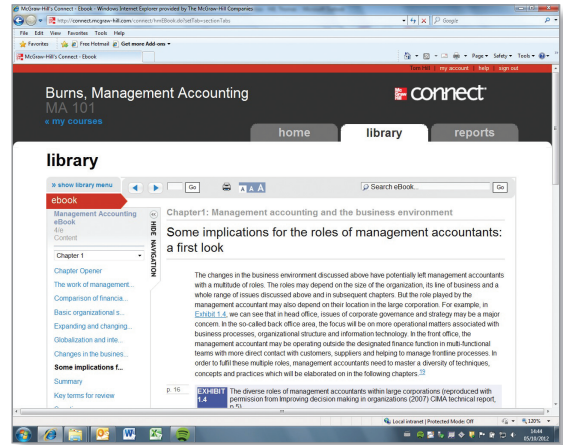 McGraw-Hill's Connect - Ebook - Windows Internet Explorer provided by The McGraw-Hill Companies
http://connect.mcgraw-hill.com/connect/hmEBook.do?setTab=sectionTabs
Google
File Edit View Favorites Tools Help
Favorites Free Hotmail Get more Add-ons
McGraw-Hill's Connect - Ebook
Page Safety Tools
my account help sign out
Burns, Management Accounting
MA 101
« my courses
connect
home library reports
library
» show library menu Go A A A Search eBook... Go
ebook
Management Accounting
eBook
4/e
Content
HIDE NAVIGATION
Chapter 1
Chapter Opener
The work of management...
Comparison of financia...
Basic organizational s...
Expanding and changing...
Globalization and inte...
Changes in the busines...
Some implications f...
Summary
Key terms for review
Chapter1: Management accounting and the business environment
Some implications for the roles of management accountants:
a first look
The changes in the business environment discussed above have potentially left management accountants
with a multitude of roles. The roles may depend on the size of the organization, its line of business and a
whole range of issues discussed above and in subsequent chapters. But the role played by the
management accountant may also depend on their location in the large corporation. For example, in
Exhibit 1.4, we can see that in head office, issues of corporate governance and strategy may be a major
concern. In the so-called back office area, the focus will be on more operational matters associated with
business processes, organizational structure and information technology. In the front office, the
management accountant may be operating outside the designated finance function in multi-functional
teams with more direct contact with customers, suppliers and helping to manage frontline processes. In
order to fulfil these multiple roles, management accountants need to master a diversity of techniques,
concepts and practices which will be elaborated on in the following chapters.19
p. 16
EXHIBIT
1.4
The diverse roles of management accountants within large corporations (reproduced with
permission from Improving decision making in organizations (2007) CIMA technical report,
p.5)
Local intranet | Protected Mode: Off 120%
14:44
05/10/2012